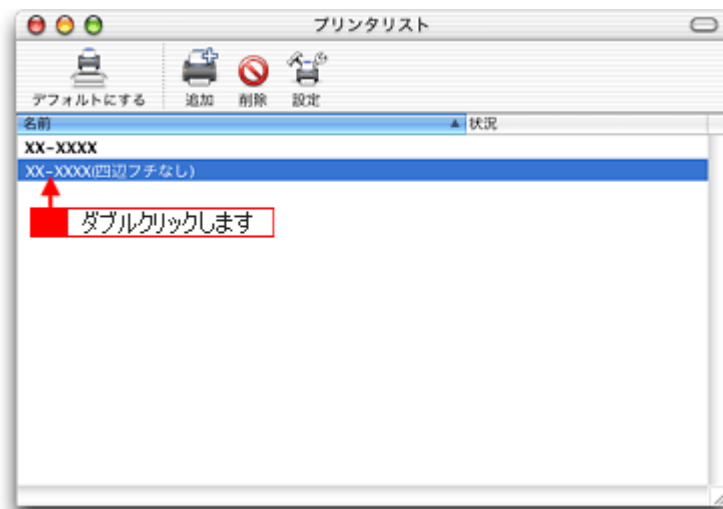 プリンタリスト
デフォルトにする 追加 削除 設定
名前 状況
XX-XXXX
XX-XXXX(四辺フチなし)
ダブルクリックします